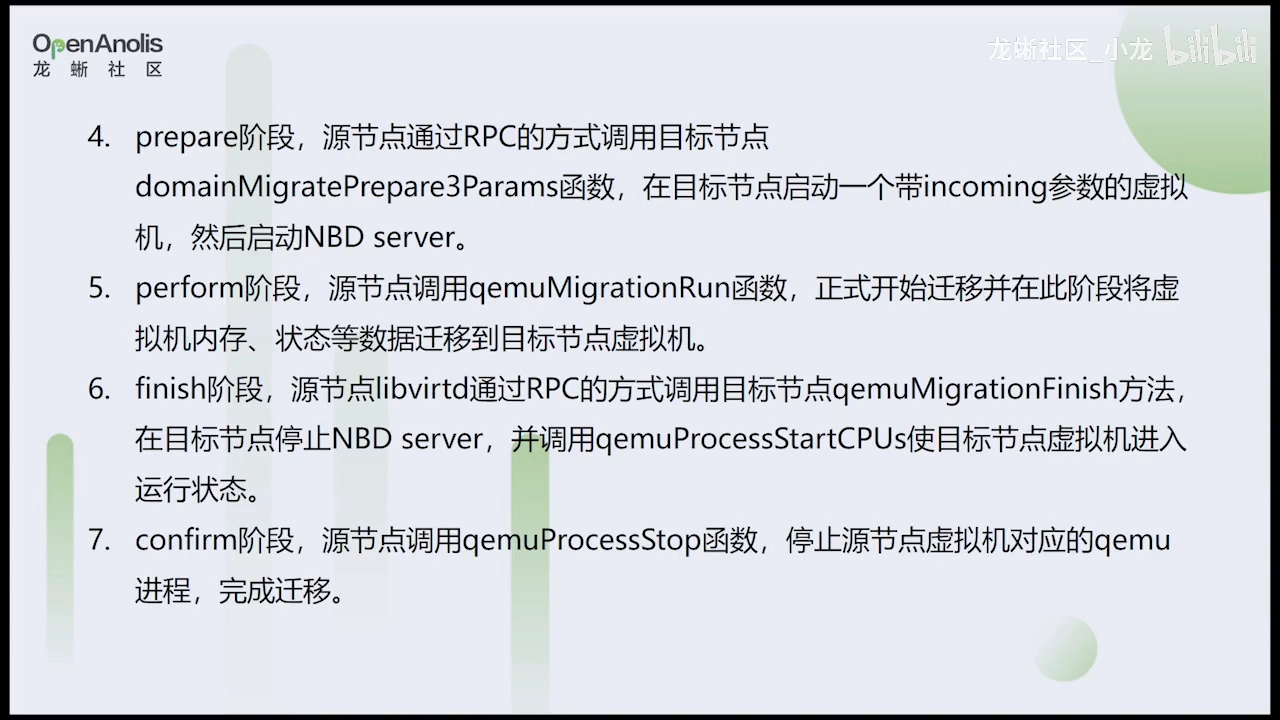 OpenAnolis
龙蜥社区
龙蜥社区_小龙 bilibili
4. prepare阶段，源节点通过RPC的方式调用目标节点
domainMigratePrepare3Params函数，在目标节点启动一个带incoming参数的虚拟
机，然后启动NBD server。
5. perform阶段，源节点调用qemuMigrationRun函数，正式开始迁移并在此阶段将虚
拟机内存、状态等数据迁移到目标节点虚拟机。
6. finish阶段，源节点libvirtd通过RPC的方式调用目标节点qemuMigrationFinish方法，
在目标节点停止NBD server，并调用qemuProcessStartCPUs使目标节点虚拟机进入
运行状态。
7. confirm阶段，源节点调用qemuProcessStop函数，停止源节点虚拟机对应的qemu
进程，完成迁移。